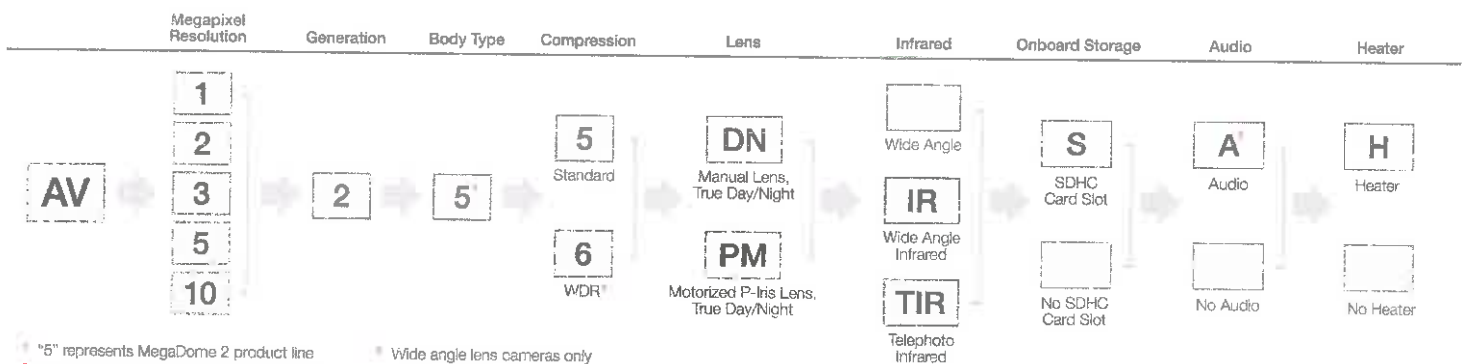 Megapixel
Resolution
Generation
Body Type
Compression
Lens
Infrared
Onboard Storage
Audio
Heater
AV
1
2
3
5
10
2
5
5
Standard
6
WDR
DN
Manual Lens,
True Day/Night
PM
Motorized P-Iris Lens,
True Day/Night
Wide Angle
IR
Wide Angle
Infrared
TIR
Telephoto
Infrared
S
SDHC
Card Slot
No SDHC
Card Slot
A
Audio
No Audio
H
Heater
No Heater
"5" represents MegaDome 2 product line
Wide angle lens cameras only